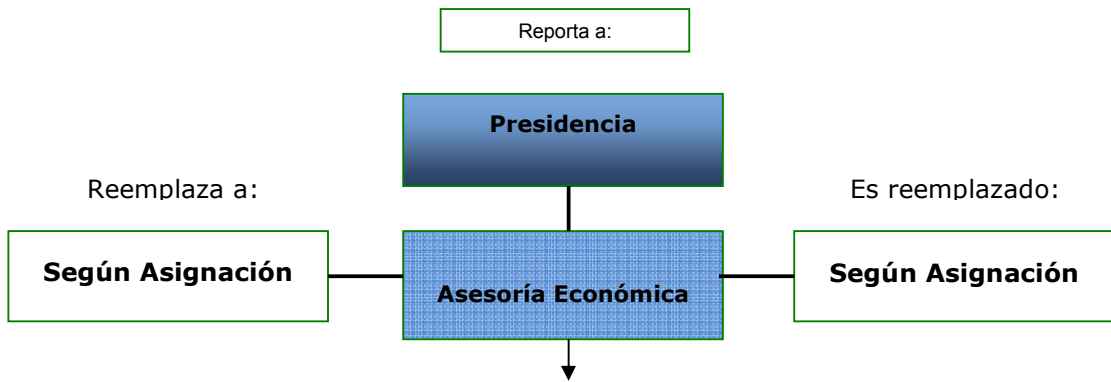 Reporta a:
Presidencia
Reemplaza a:
Es reemplazado:
Según Asignación
Asesoría Económica
Según Asignación